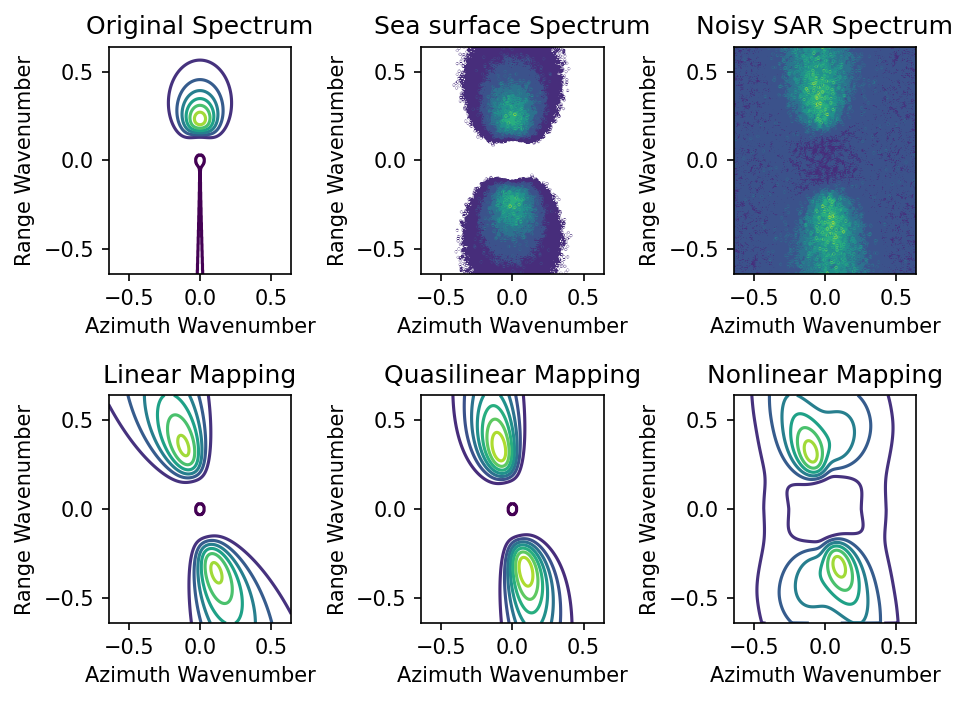 Original Spectrum
Sea surface Spectrum
Noisy SAR Spectrum
Range Wavenumber
0.5
0.0
−0.5
−0.5 0.0 0.5
Azimuth Wavenumber
Range Wavenumber
0.5
0.0
−0.5
−0.5 0.0 0.5
Azimuth Wavenumber
Range Wavenumber
0.5
0.0
−0.5
−0.5 0.0 0.5
Azimuth Wavenumber
Linear Mapping
Quasilinear Mapping
Nonlinear Mapping
Range Wavenumber
0.5
0.0
−0.5
−0.5 0.0 0.5
Azimuth Wavenumber
Range Wavenumber
0.5
0.0
−0.5
−0.5 0.0 0.5
Azimuth Wavenumber
Range Wavenumber
0.5
0.0
−0.5
−0.5 0.0 0.5
Azimuth Wavenumber